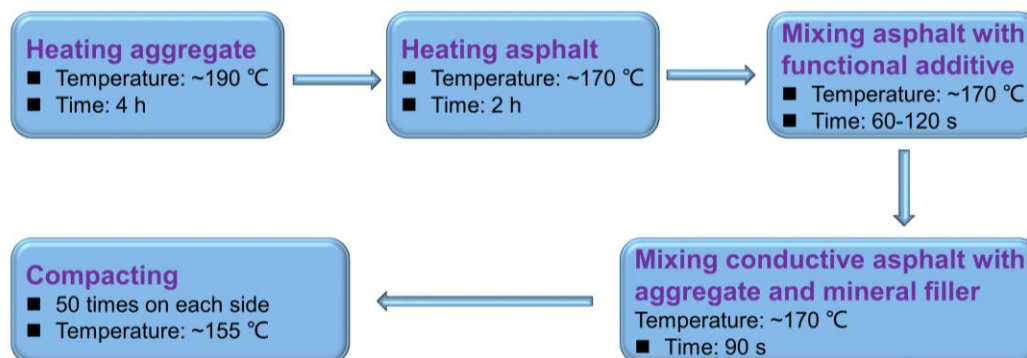 Heating aggregate
■ Temperature: ~190 ℃
■ Time: 4 h
Heating asphalt
■ Temperature: ~170 ℃
■ Time: 2 h
Mixing asphalt with
functional additive
■ Temperature: ~170 ℃
■ Time: 60-120 s
Mixing conductive asphalt with
aggregate and mineral filler
Temperature: ~170 ℃
■ Time: 90 s
Compacting
■ 50 times on each side
■ Temperature: ~155 ℃